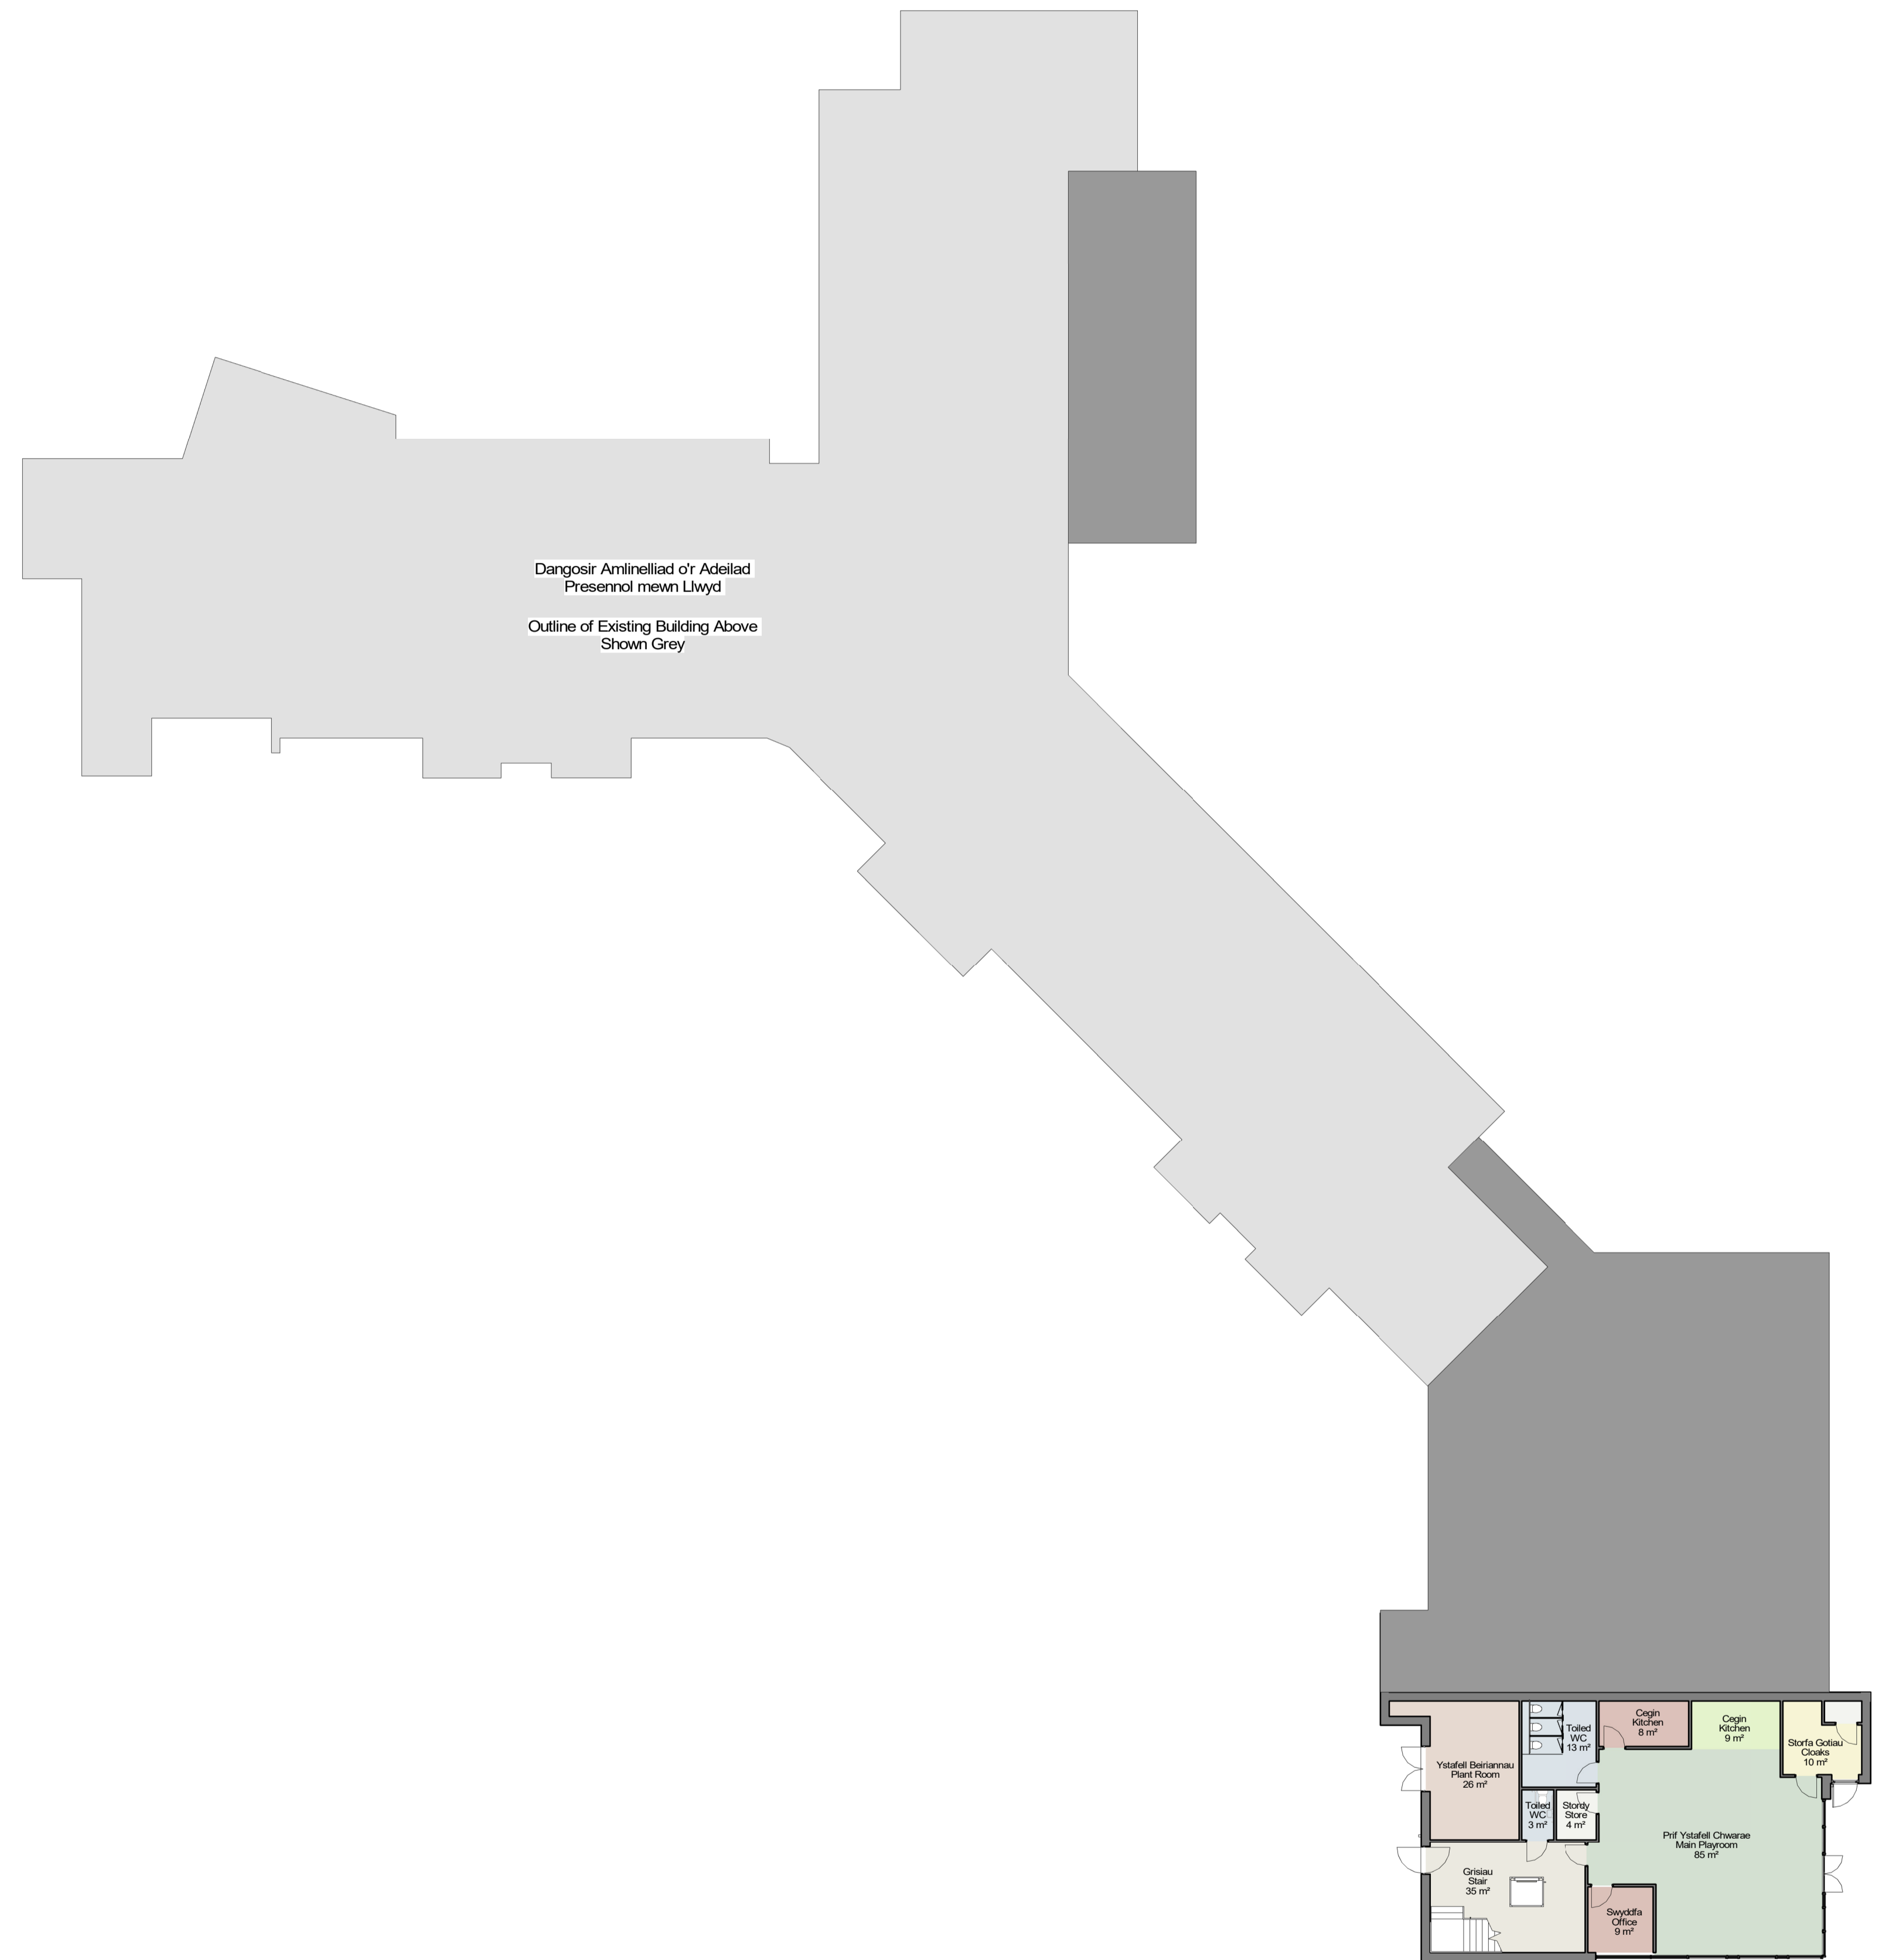 Dangosir Amlinelliad o'r Adeilad
Presennol mewn Llwyd
Outline of Existing Building Above
Shown Grey
Ystafell Beiriannau
Plant Room
26 m²
Toiled
WC
13 m²
Cegin
Kitchen
8 m²
Cegin
Kitchen
9 m²
Storfa Gotiau
Cloaks
10 m²
Toiled
WC
3 m²
Stordy
Store
4 m²
Prif Ystafell Chwarae
Main Playroom
85 m²
Grisiau
Stair
35 m²
Swyddfa
Office
9 m²